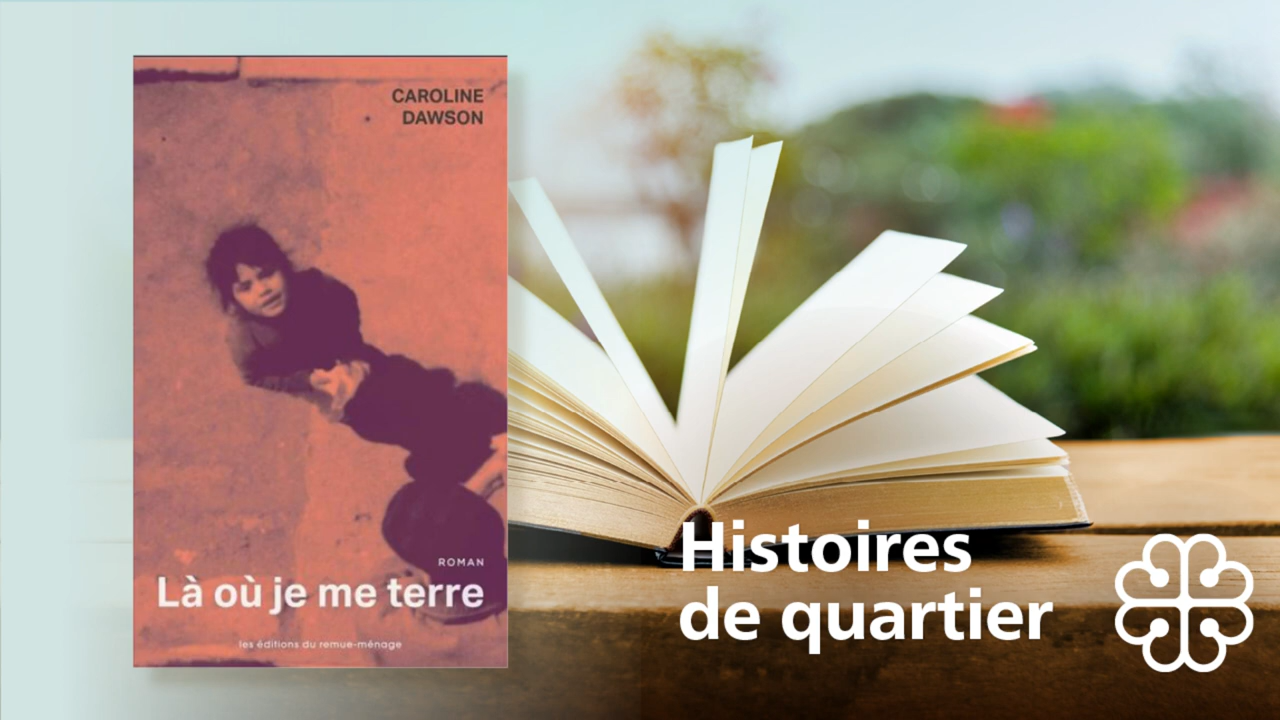 CAROLINE
DAWSON
ROMAN
Là où je me terre
les éditions du remue-ménage
Histoires
de quartier